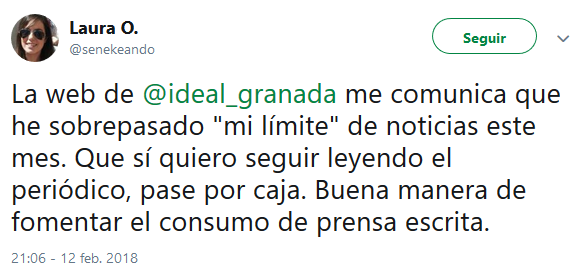 Laura O.
@senekeando
Seguir
La web de @ideal_granada me comunica que
he sobrepasado "mi límite" de noticias este
mes. Que sí quiero seguir leyendo el
periódico, pase por caja. Buena manera de
fomentar el consumo de prensa escrita.
21:06 - 12 feb. 2018